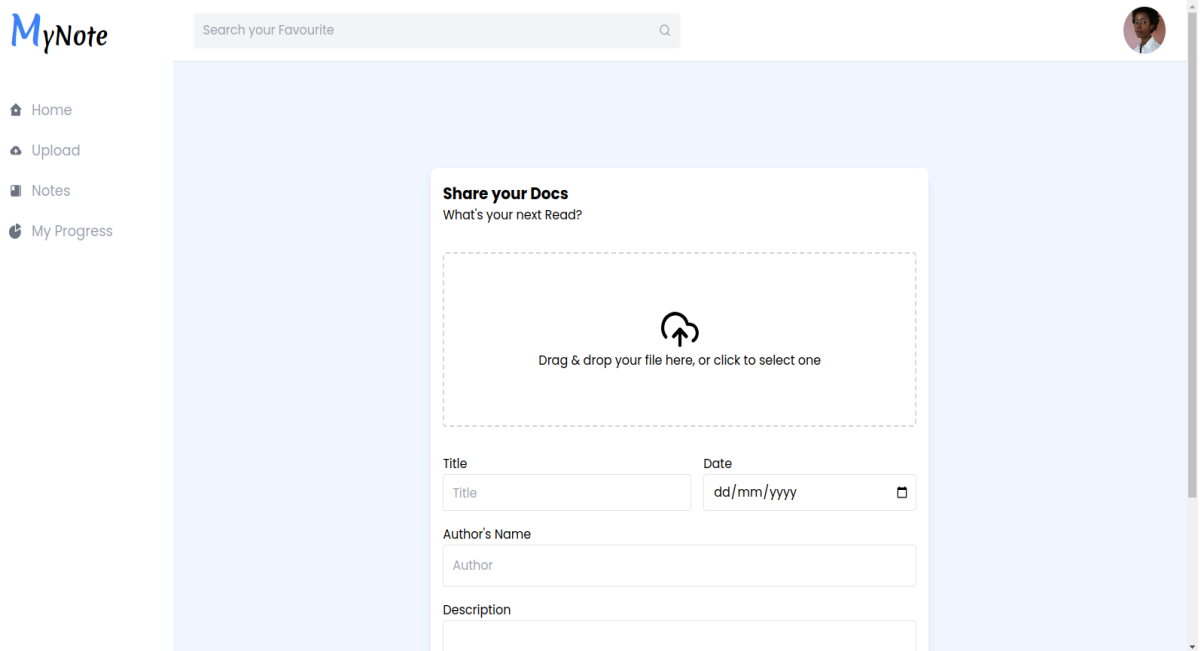 MyNote
Search your Favourite
Home
Upload
Notes
My Progress
Share your Docs
What's your next Read?
Drag & drop your file here, or click to select one
Title
Date
Title
dd/mm/yyyy
Author's Name
Author
Description